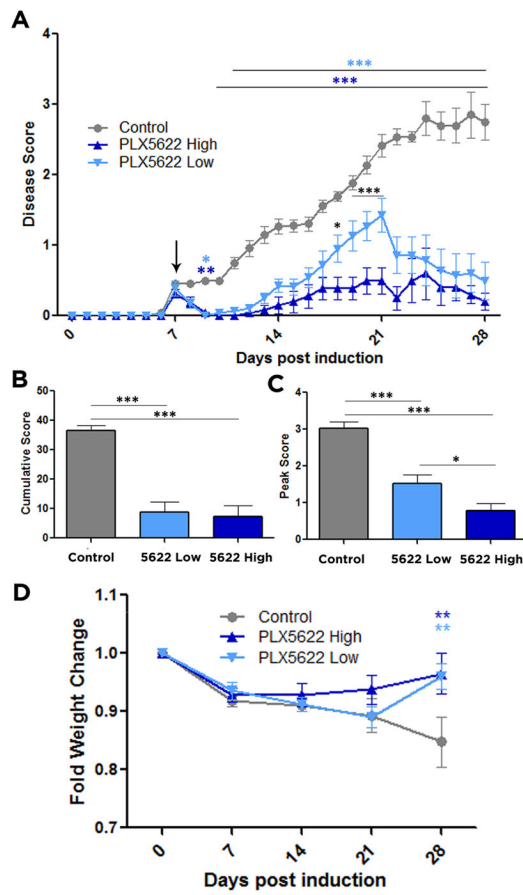 A
***
***
4
3
2
1
0
Disease Score
Control
PLX5622 High
PLX5622 Low
*
**
*
***
0
7
14
21
28
Days post induction
B
***
***
50
40
30
20
10
0
Cumulative Score
Control
5622 Low
5622 High
C
***
***
*
4
3
2
1
0
Peak Score
Control
5622 Low
5622 High
D
1.1
1.0
0.9
0.8
0.7
Fold Weight Change
Control
PLX5622 High
PLX5622 Low
**
**
0
7
14
21
28
Days post induction